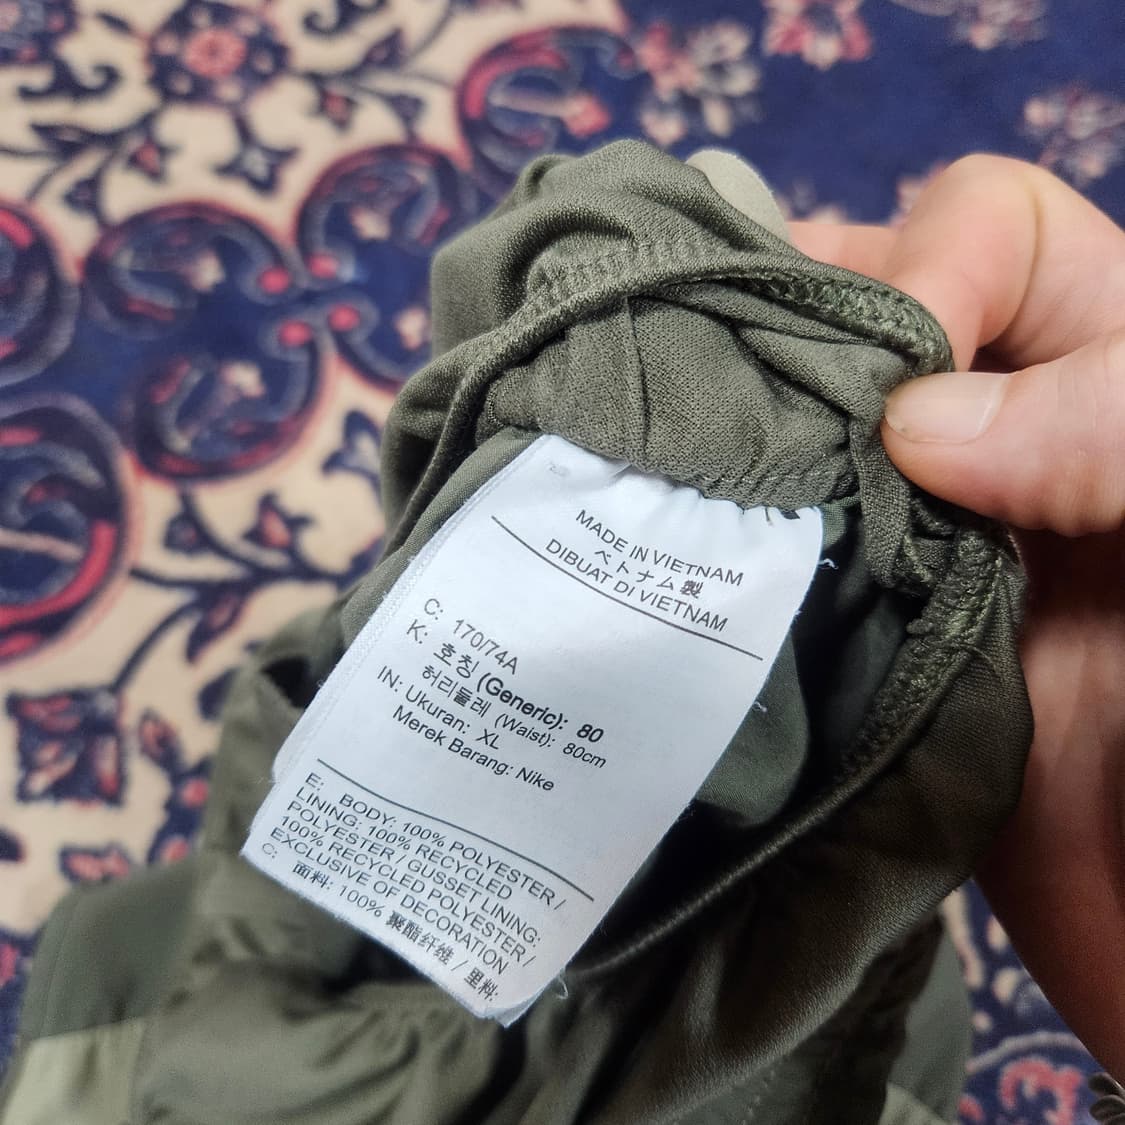 MADE IN VIETNAM
ベトナム製
DIBUAT DI VIETNAM
C: 170/74A
K: 호칭 (Generic): 80
허리둘레 (Waist): 80cm
IN: Ukuran: XL
Merek Barang: Nike
E: BODY: 100% POLYESTER /
LINING: 100% RECYCLED
POLYESTER / GUSSET LINING:
100% RECYCLED POLYESTER /
EXCLUSIVE OF DECORATION
C: 面料: 100% 聚酯纤维 / 里料: